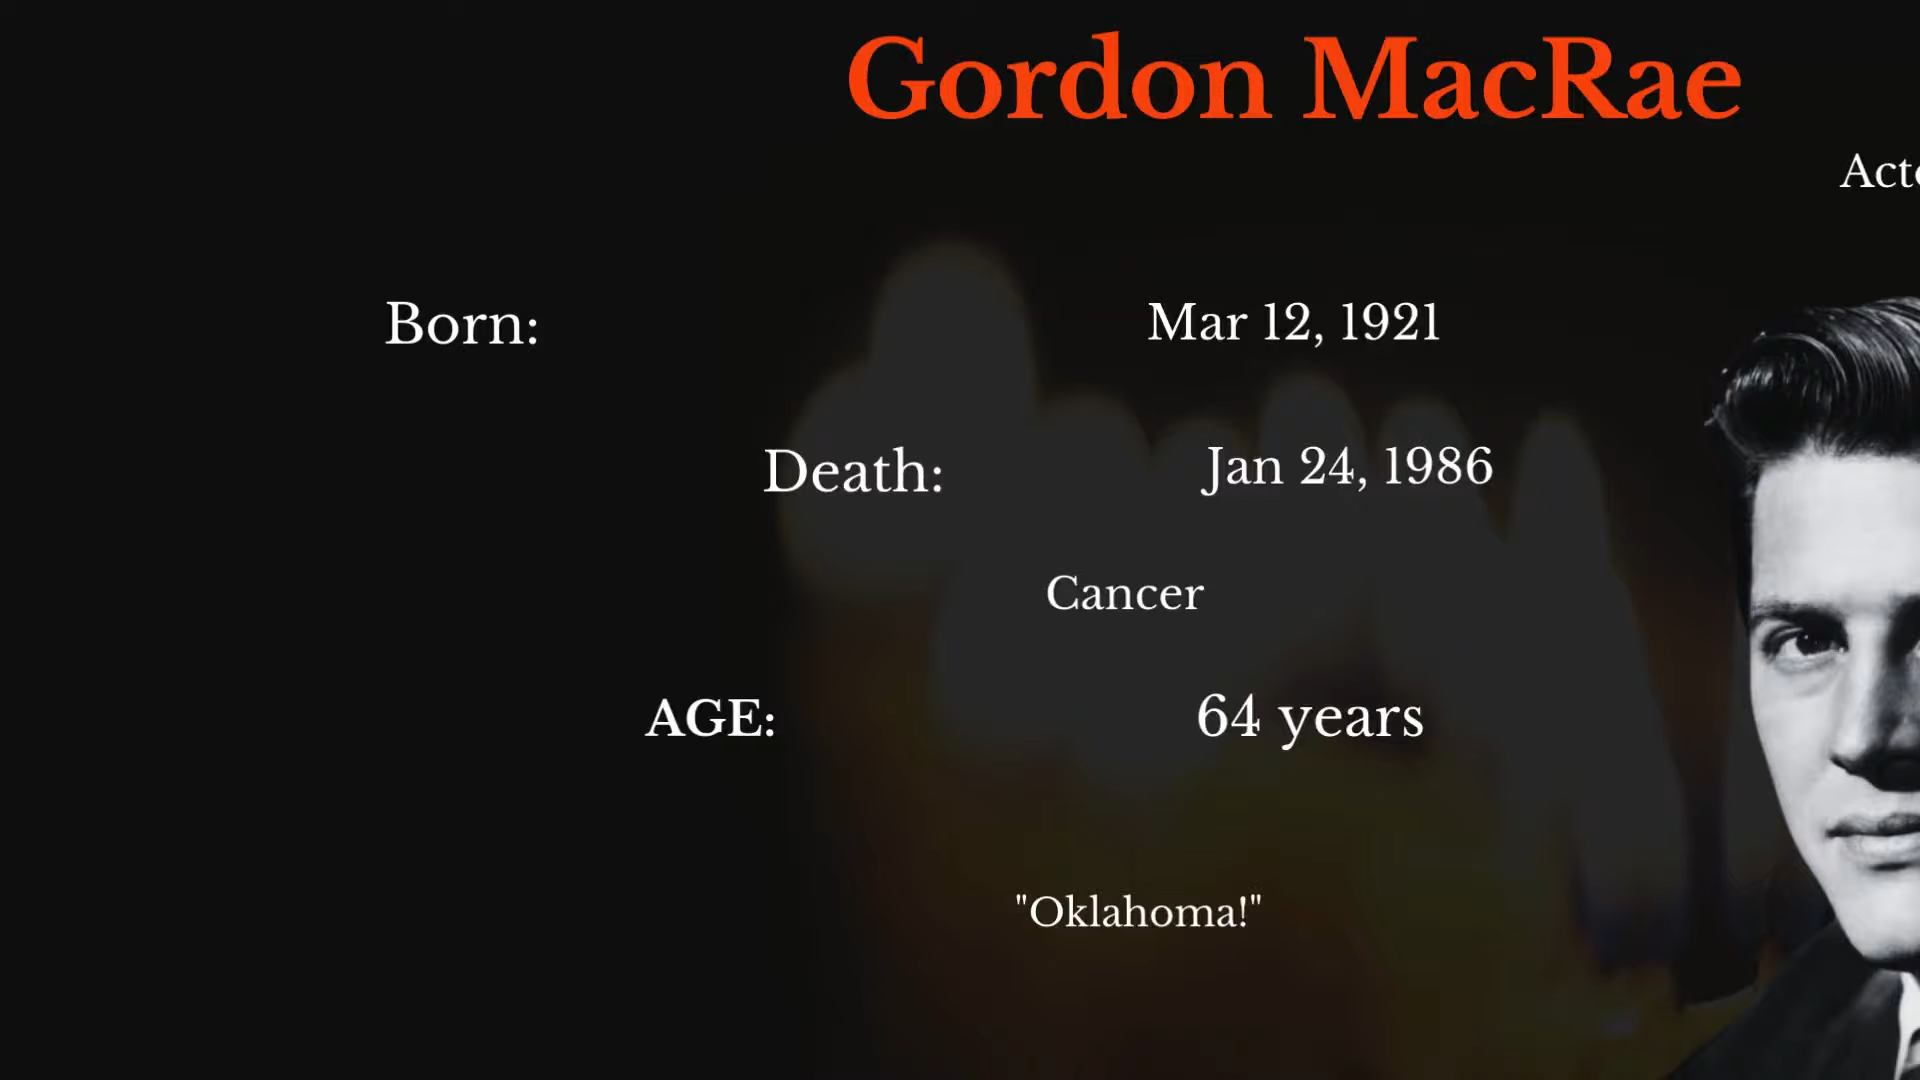 Gordon MacRae
Born: Mar 12, 1921
Death: Jan 24, 1986
Cancer
AGE: 64 years
"Oklahoma!"